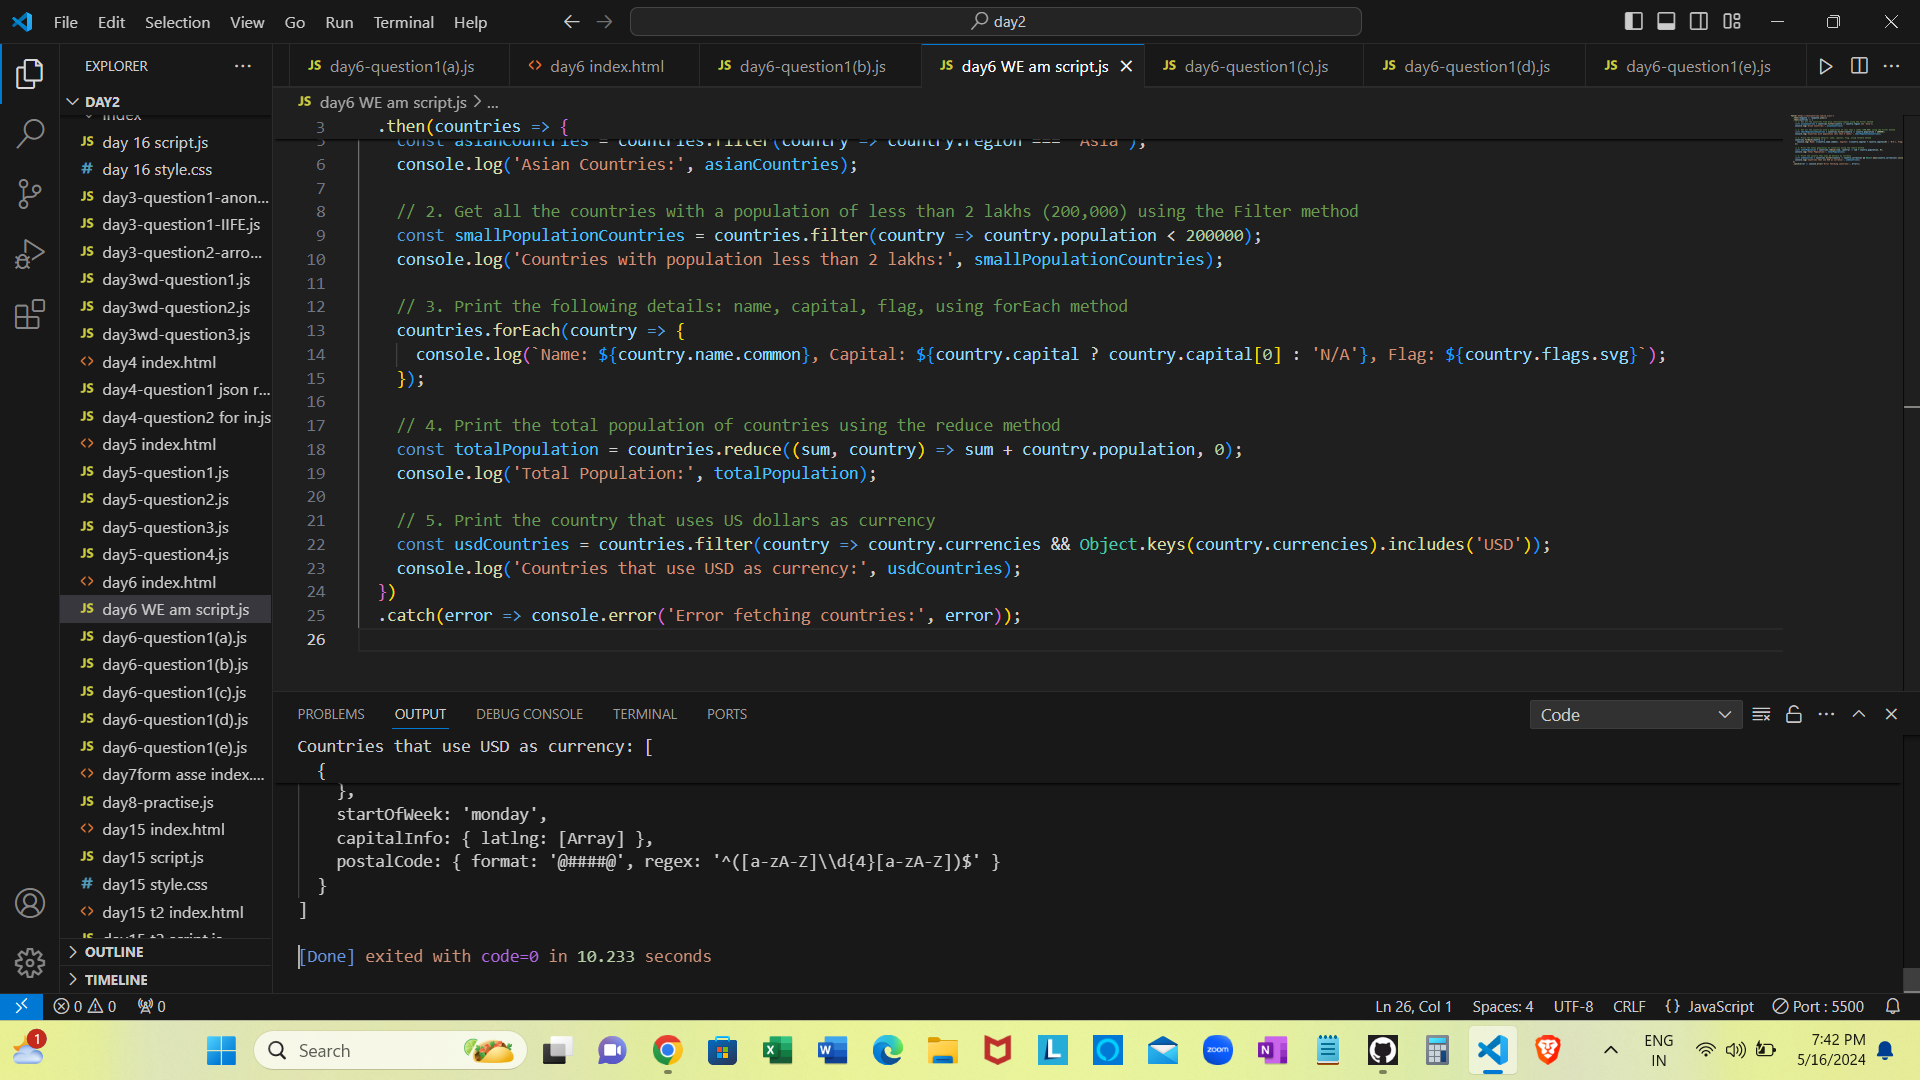 File Edit Selection View Go Run Terminal Help
day2
EXPLORER
DAY2
index
JS day 16 script.js
# day 16 style.css
JS day3-question1-anon...
JS day3-question1-IIFE.js
JS day3-question2-arro...
JS day3wd-question1.js
JS day3wd-question2.js
JS day3wd-question3.js
<> day4 index.html
JS day4-question1 json r...
JS day4-question2 for in.js
<> day5 index.html
JS day5-question1.js
JS day5-question2.js
JS day5-question3.js
JS day5-question4.js
<> day6 index.html
JS day6 WE am script.js
JS day6-question1(a).js
JS day6-question1(b).js
JS day6-question1(c).js
JS day6-question1(d).js
JS day6-question1(e).js
<> day7form asse index....
JS day8-practise.js
<> day15 index.html
JS day15 script.js
# day15 style.css
<> day15 t2 index.html
JS day15 t2 script.js
OUTLINE
TIMELINE
JS day6-question1(a).js <> day6 index.html JS day6-question1(b).js JS day6 WE am script.js JS day6-question1(c).js JS day6-question1(d).js JS day6-question1(e).js
JS day6 WE am script.js > ...
3 .then(countries => {
5 const asianCountries = countries.filter(country => country.region === 'Asia');
6 console.log('Asian Countries:', asianCountries);
7
8 // 2. Get all the countries with a population of less than 2 lakhs (200,000) using the Filter method
9 const smallPopulationCountries = countries.filter(country => country.population < 200000);
10 console.log('Countries with population less than 2 lakhs:', smallPopulationCountries);
11
12 // 3. Print the following details: name, capital, flag, using forEach method
13 countries.forEach(country => {
14 console.log(`Name: ${country.name.common}, Capital: ${country.capital ? country.capital[0] : 'N/A'}, Flag: ${country.flags.svg}`);
15 });
16
17 // 4. Print the total population of countries using the reduce method
18 const totalPopulation = countries.reduce((sum, country) => sum + country.population, 0);
19 console.log('Total Population:', totalPopulation);
20
21 // 5. Print the country that uses US dollars as currency
22 const usdCountries = countries.filter(country => country.currencies && Object.keys(country.currencies).includes('USD'));
23 console.log('Countries that use USD as currency:', usdCountries);
24 })
25 .catch(error => console.error('Error fetching countries:', error));
26
PROBLEMS OUTPUT DEBUG CONSOLE TERMINAL PORTS
Code
Countries that use USD as currency: [
{
},
startOfWeek: 'monday',
capitalInfo: { latlng: [Array] },
postalCode: { format: '@####@', regex: '^([a-zA-Z]\\d{4}[a-zA-Z])$' }
}
]
[Done] exited with code=0 in 10.233 seconds
0 0 0
Ln 26, Col 1 Spaces: 4 UTF-8 CRLF {} JavaScript Port : 5500
1
Search
zoom
ENG
IN
7:42 PM
5/16/2024